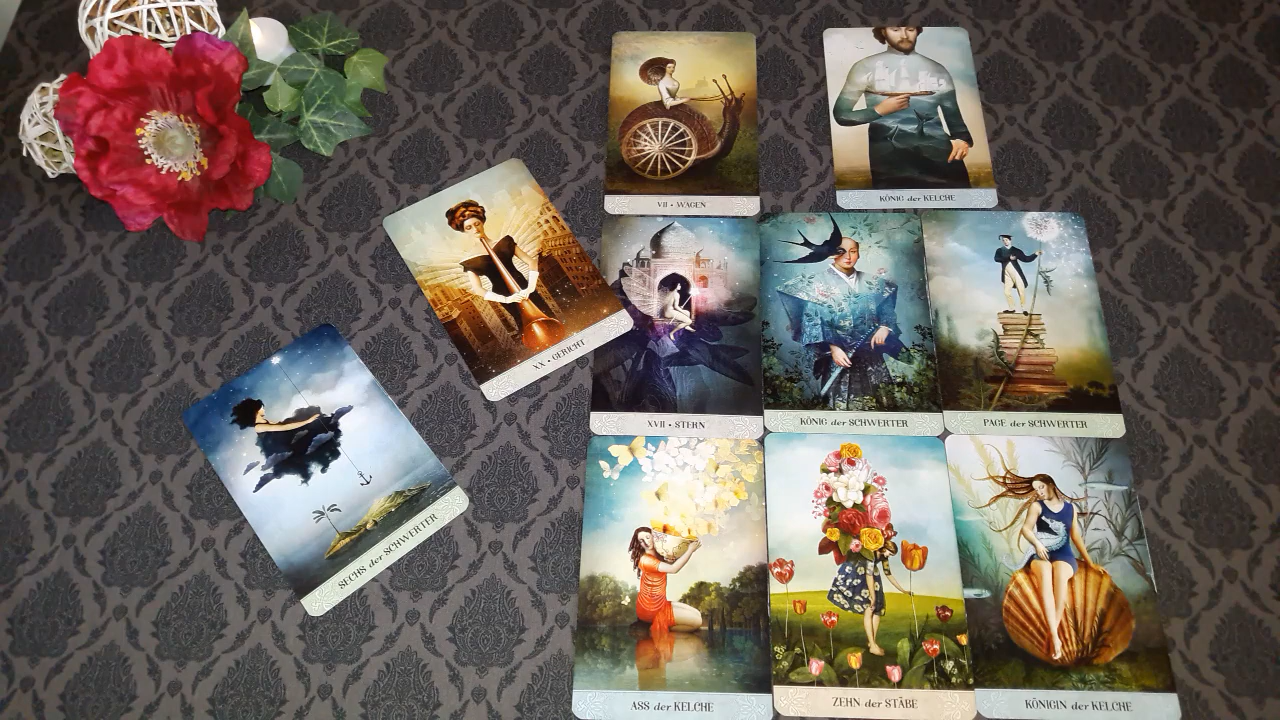 VII • WAGEN
KÖNIG der KELCHE
XX • GERICHT
XVII • STERN
KÖNIG der SCHWERTER
PAGE der SCHWERTER
SECHS der SCHWERTER
ASS der KELCHE
ZEHN der STÄBE
KÖNIGIN der KELCHE